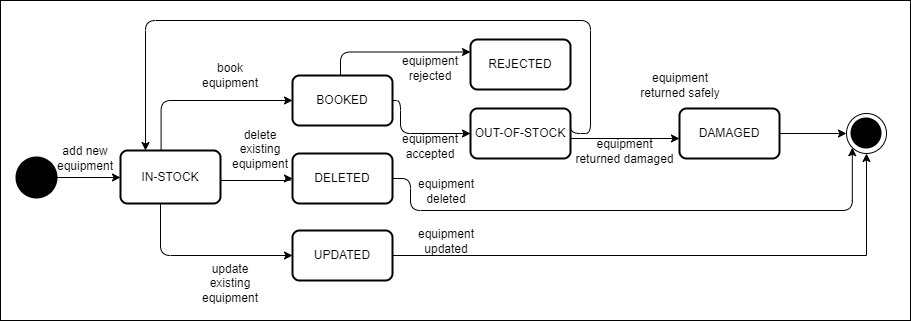 book
equipment
equipment
rejected
REJECTED
equipment
returned safely
BOOKED
OUT-OF-STOCK
DAMAGED
add new
equipment
delete
existing
equipment
equipment
accepted
equipment
returned damaged
IN-STOCK
DELETED
equipment
deleted
UPDATED
equipment
updated
update
existing
equipment